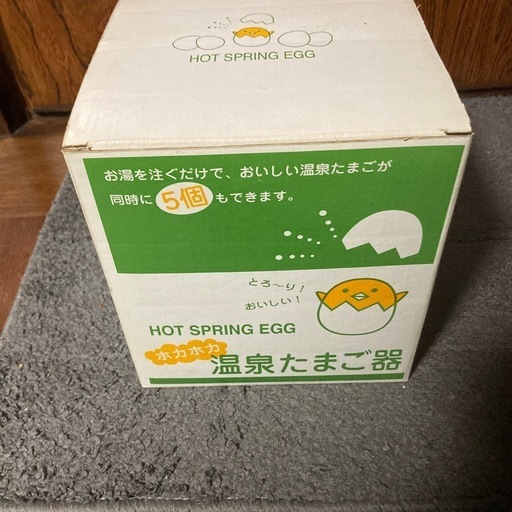 HOT SPRING EGG
お湯を注ぐだけで、おいしい温泉たまごが
同時に5個もできます。
とろ〜り!
おいしい!
HOT SPRING EGG
ホカホカ
温泉たまご器